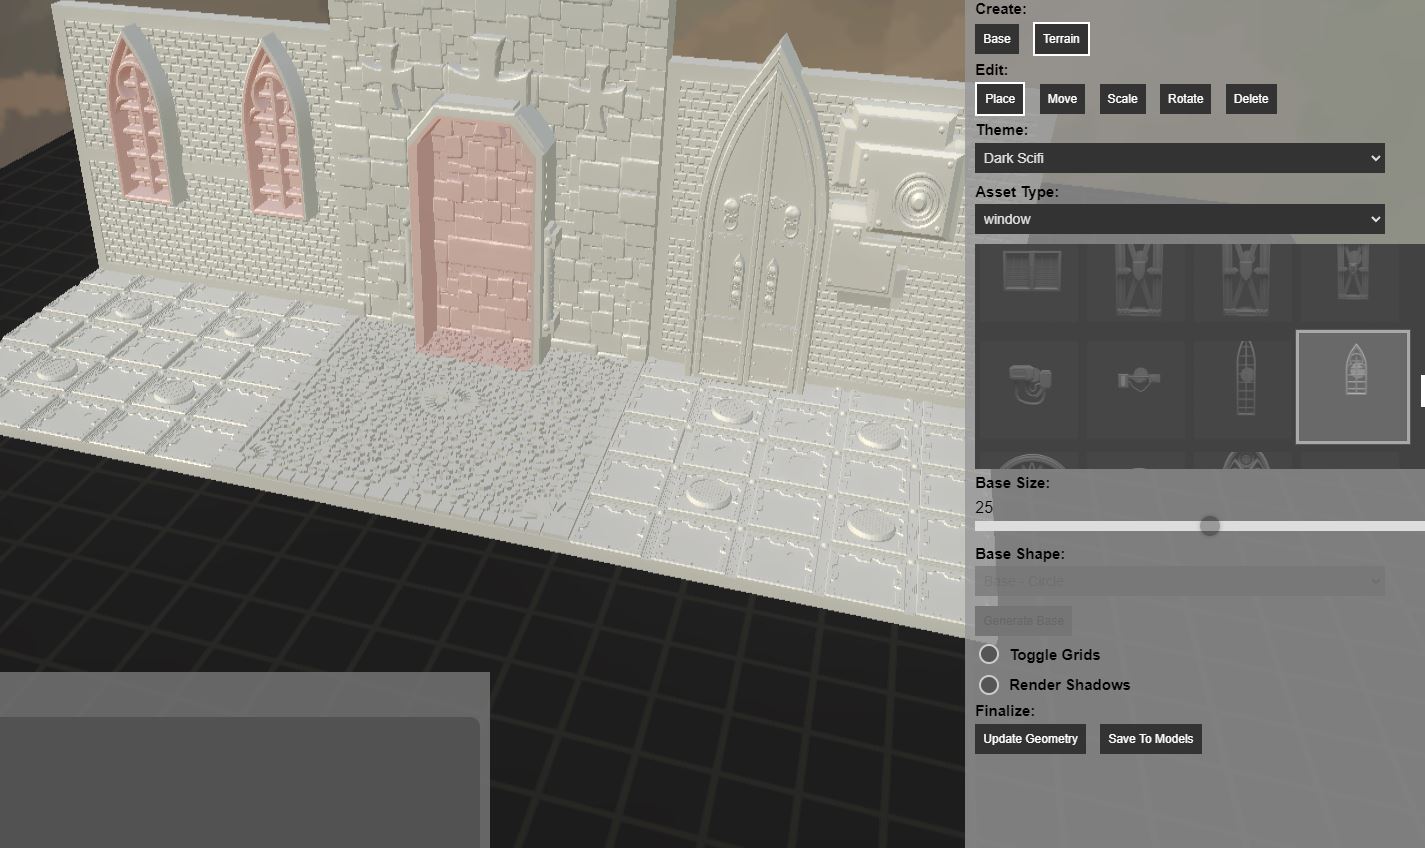 Create:
Base Terrain
Edit:
Place Move Scale Rotate Delete
Theme:
Dark Scifi
Asset Type:
window
Base Size:
25
Base Shape:
Base - Circle
Generate Base
Toggle Grids
Render Shadows
Finalize:
Update Geometry Save To Models